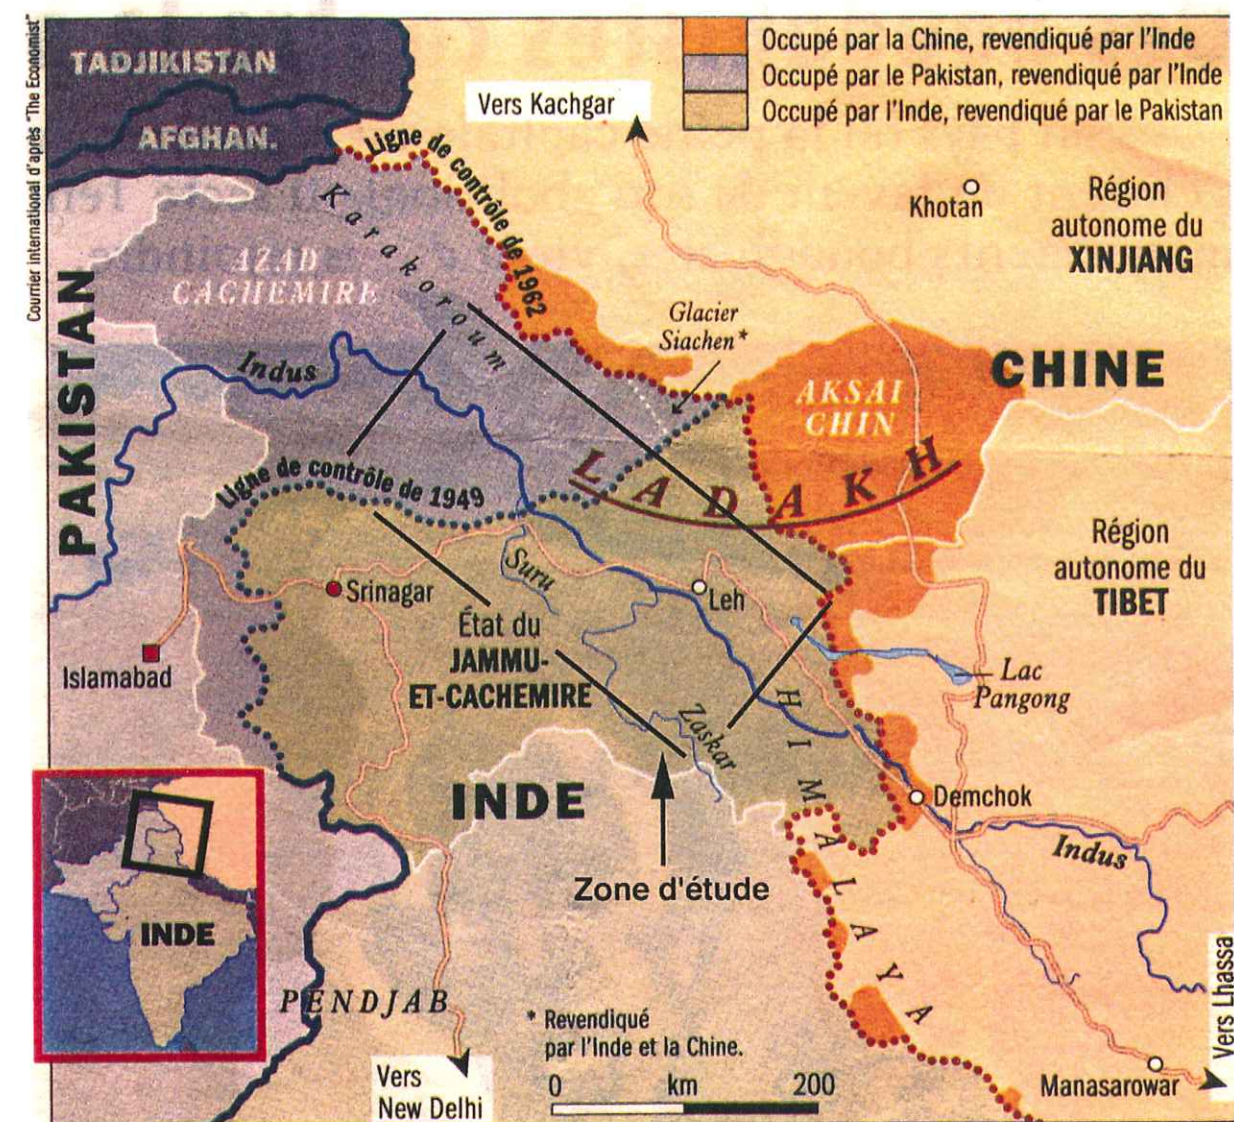 Courrier international d'après "The Economist"
TADJIKISTAN
AFGHAN.
Occupé par la Chine, revendiqué par l'Inde
Occupé par le Pakistan, revendiqué par l'Inde
Occupé par l'Inde, revendiqué par le Pakistan
Vers Kachgar
Ligne de contrôle de 1962
Karakoroum
Khotan
Région
autonome du
XINJIANG
AZAD
CACHEMIRE
PAKISTAN
Indus
Glacier
Siachen*
CHINE
AKSAI
CHIN
LADAKH
Ligne de contrôle de 1949
Région
autonome du
TIBET
Suru
Srinagar
Leh
État du
JAMMU-
ET-CACHEMIRE
Islamabad
Lac
Pangong
Zaskar
HIMALAYA
INDE
Demchok
Indus
Zone d'étude
INDE
PENDJAB
* Revendiqué
par l'Inde et la Chine.
Vers Lhassa
Vers
New Delhi
0 km 200
Manasarowar